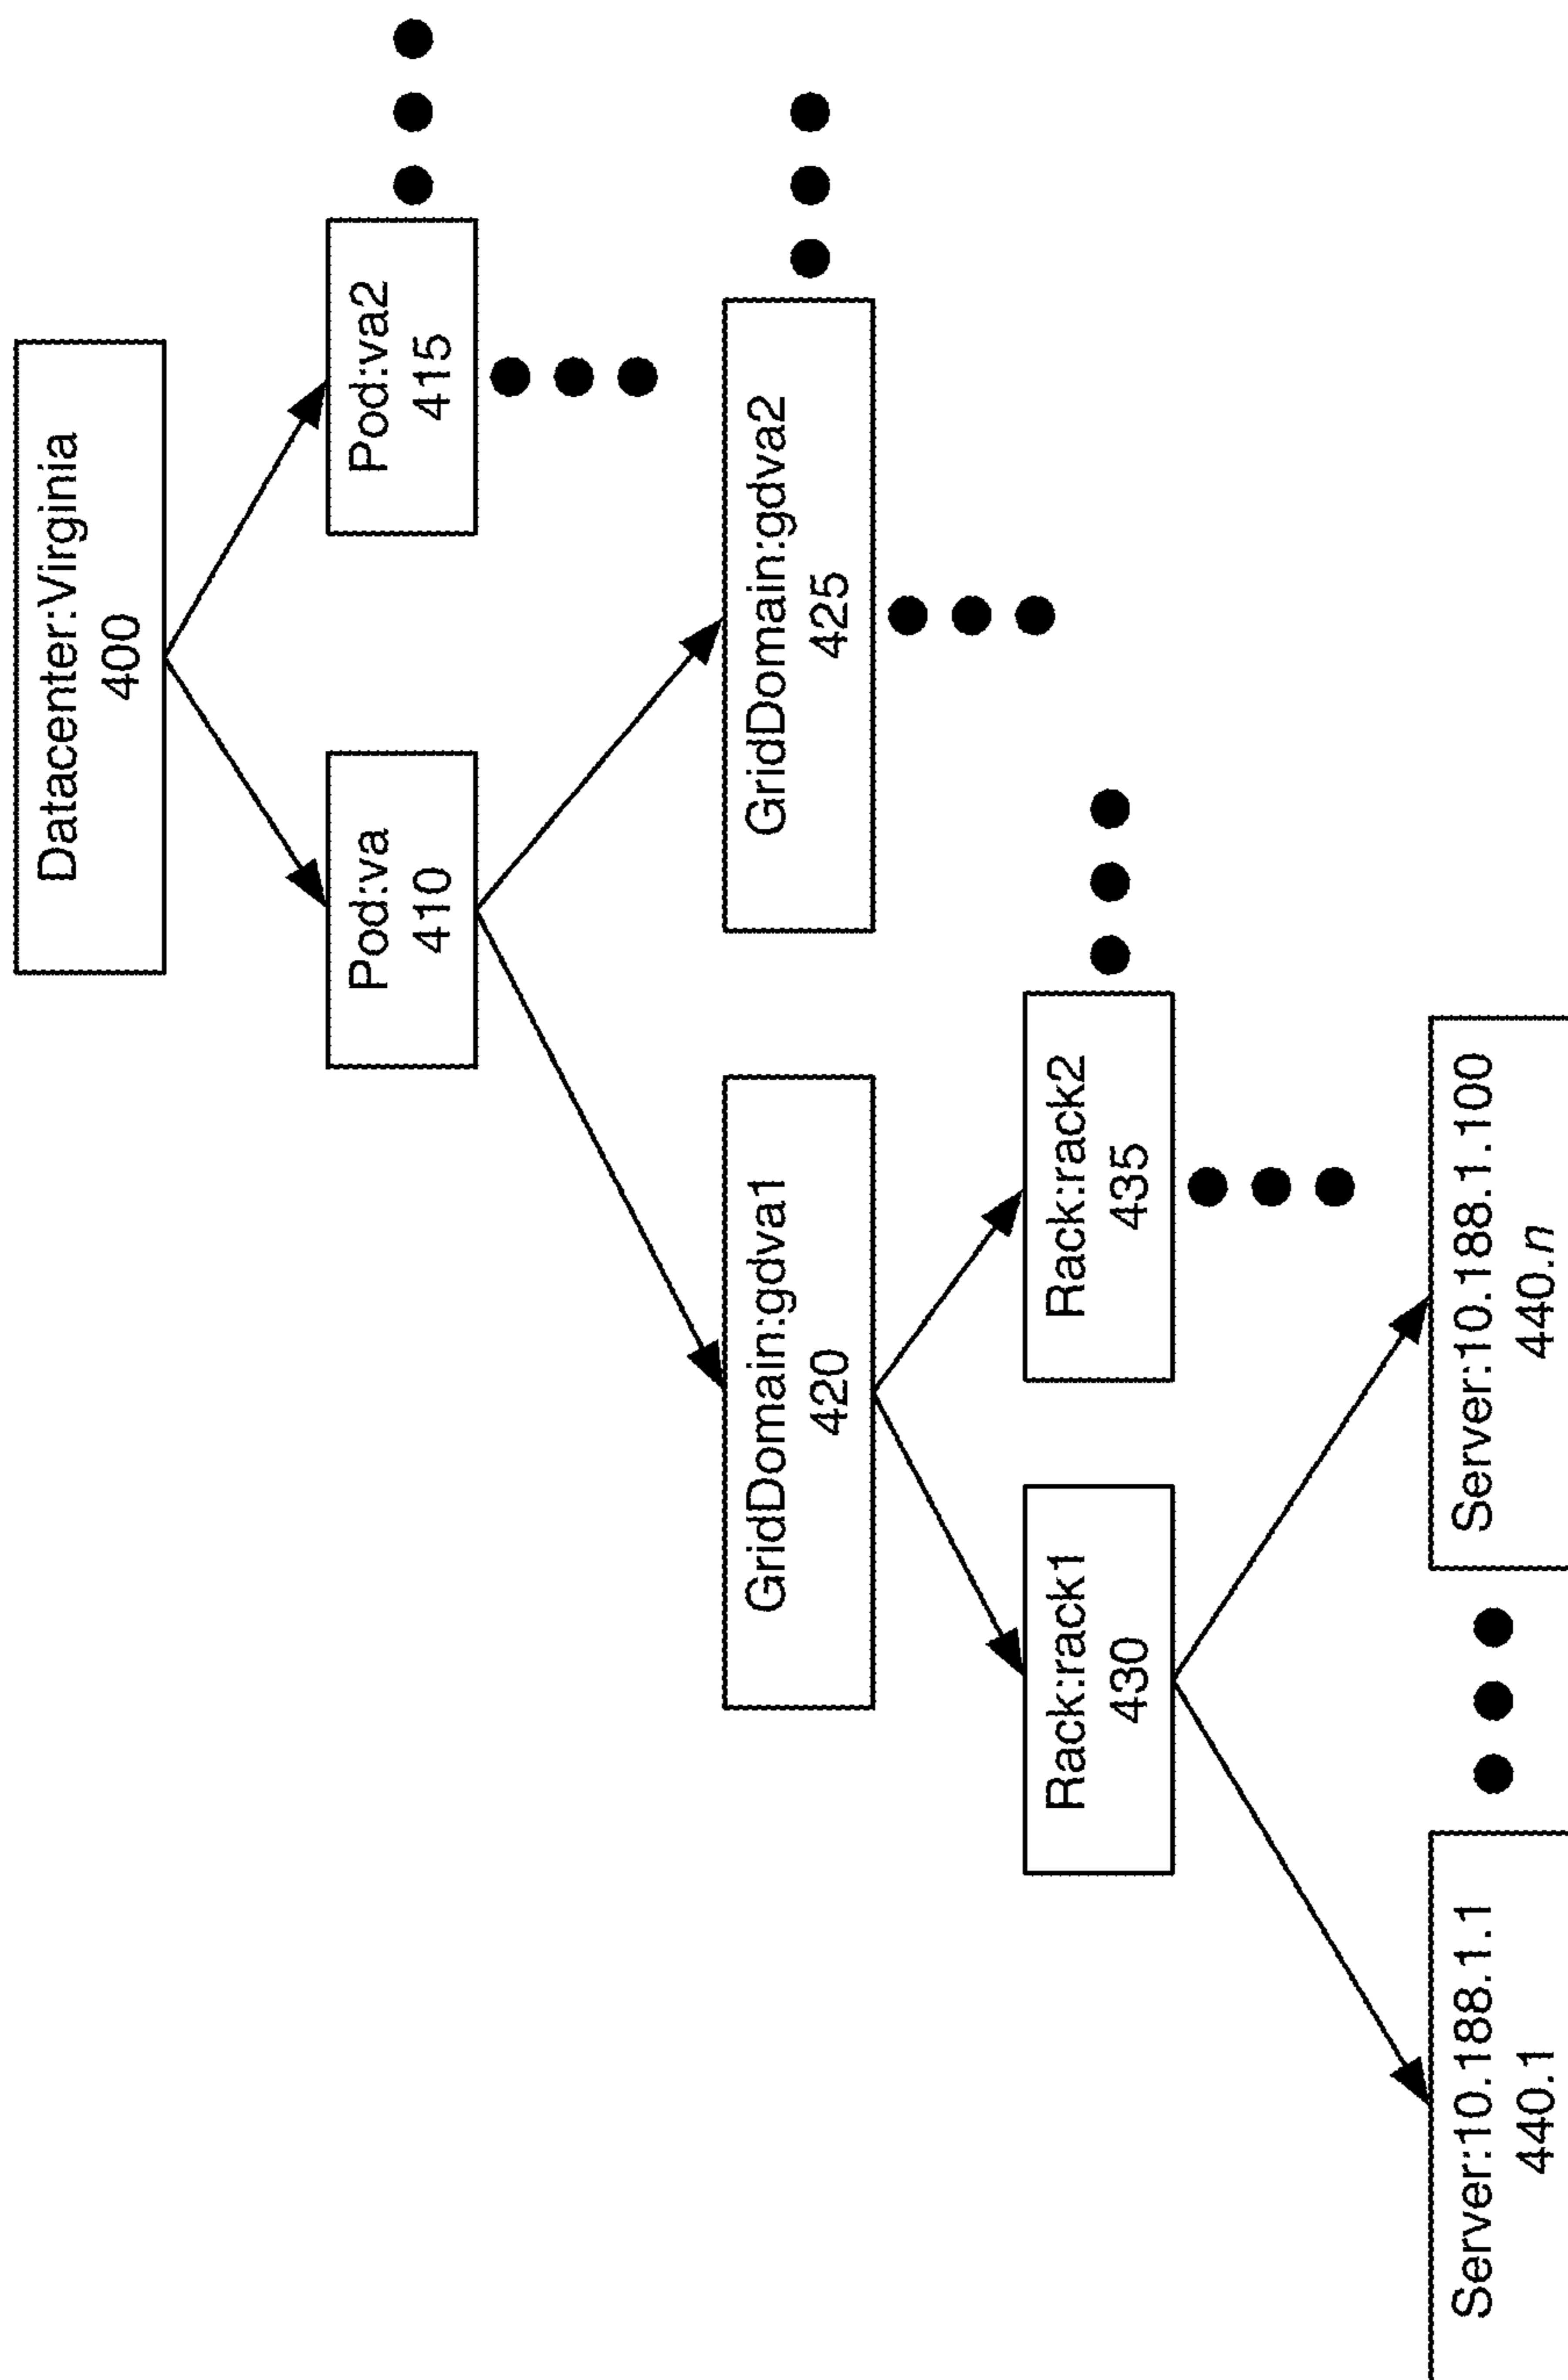 Datacenter:Virginia
400
Pod:va
410
Pod:va2
415
GridDomain:gdva1
420
GridDomain:gdva2
425
Rack:rack1
430
Rack:rack2
435
Server:10.188.1.1
440.1
Server:10.188.1.100
440.n